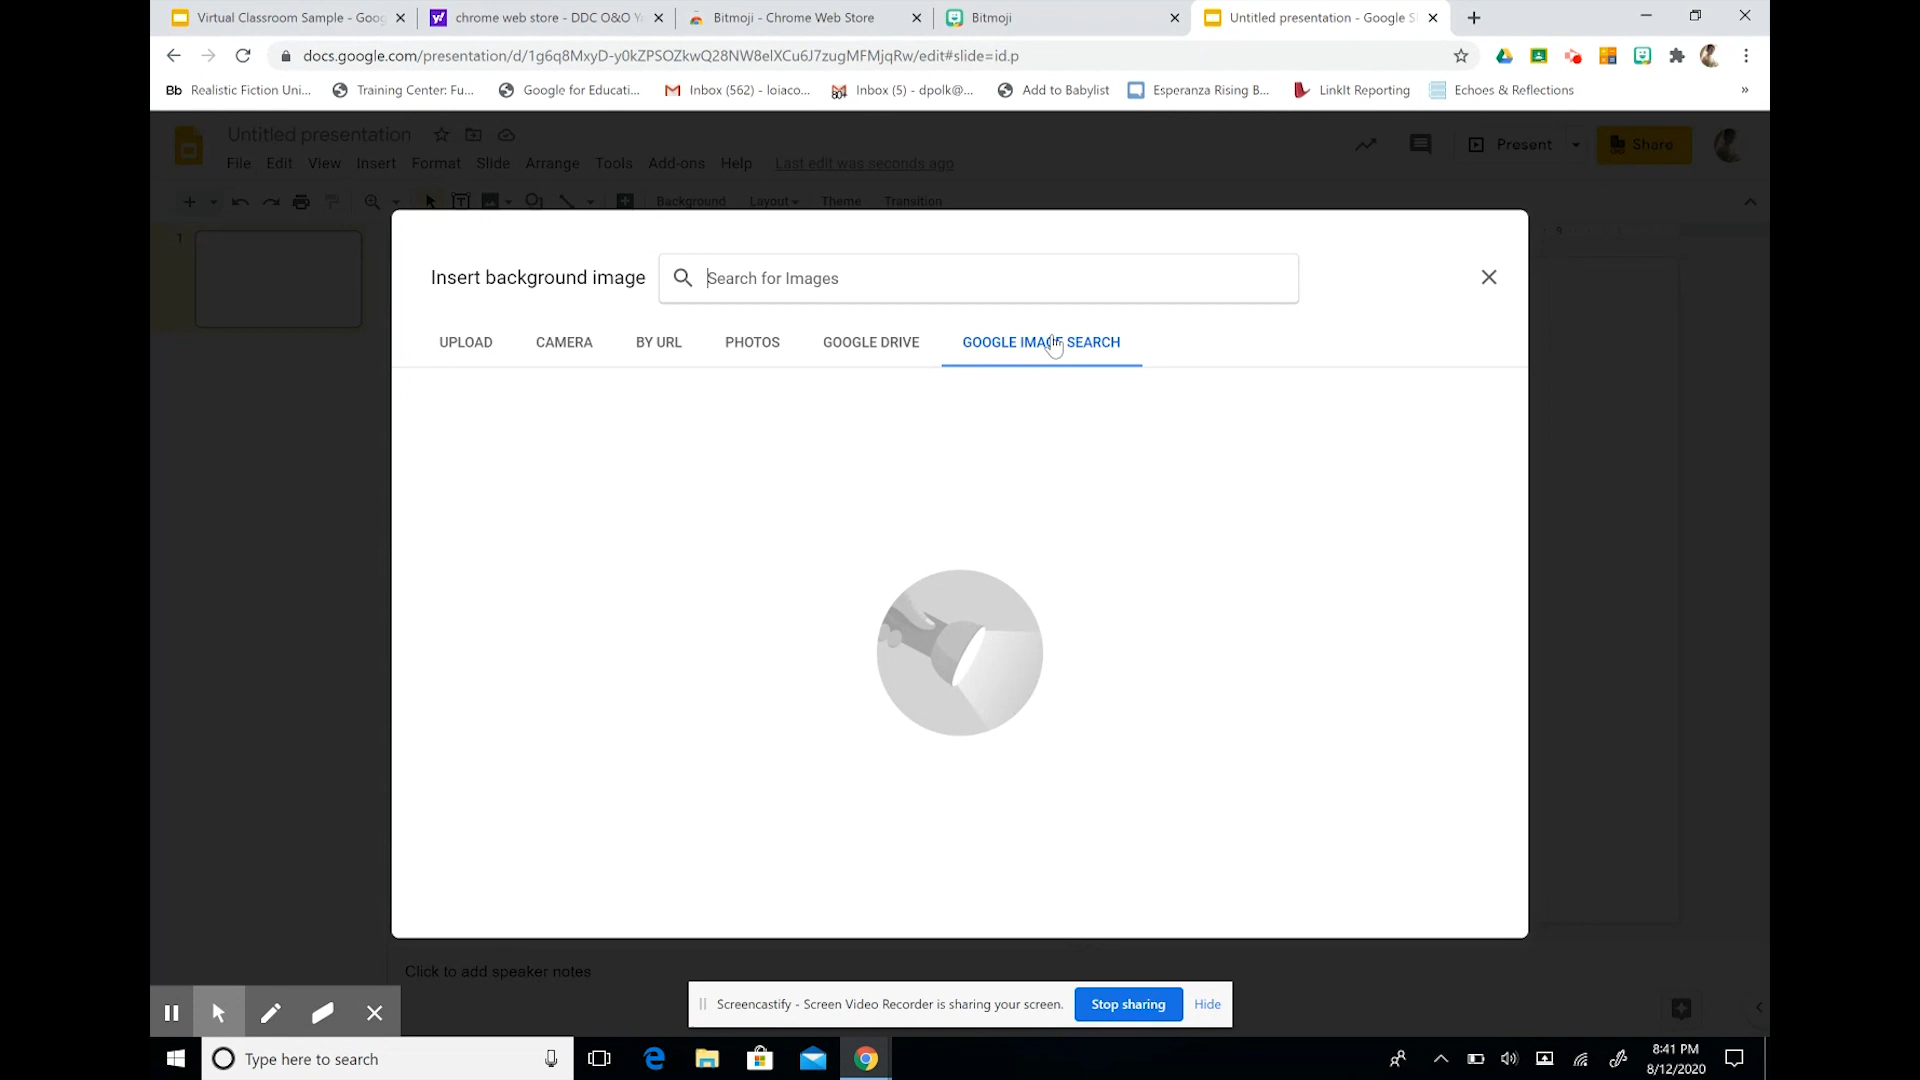 Virtual Classroom Sample - Goog
chrome web store - DDC O&O Ya
Bitmoji - Chrome Web Store
Bitmoji
Untitled presentation - Google Sl
docs.google.com/presentation/d/1g6q8MxyD-y0kZPSOZkwQ28NW8elXCu6J7zugMFMjqRw/edit#slide=id.p
Bb Realistic Fiction Uni...
Training Center: Fu...
Google for Educati...
Inbox (562) - loiaco...
Inbox (5) - dpolk@...
Add to Babylist
Esperanza Rising B...
LinkIt Reporting
Echoes & Reflections
»
Untitled presentation
File Edit View Insert Format Slide Arrange Tools Add-ons Help Last edit was seconds ago
Present
Share
Background Layout Theme Transition
1
9
Insert background image
Search for Images
UPLOAD CAMERA BY URL PHOTOS GOOGLE DRIVE GOOGLE IMAGE SEARCH
Click to add speaker notes
Screencastify - Screen Video Recorder is sharing your screen.
Stop sharing
Hide
Type here to search
8:41 PM
8/12/2020